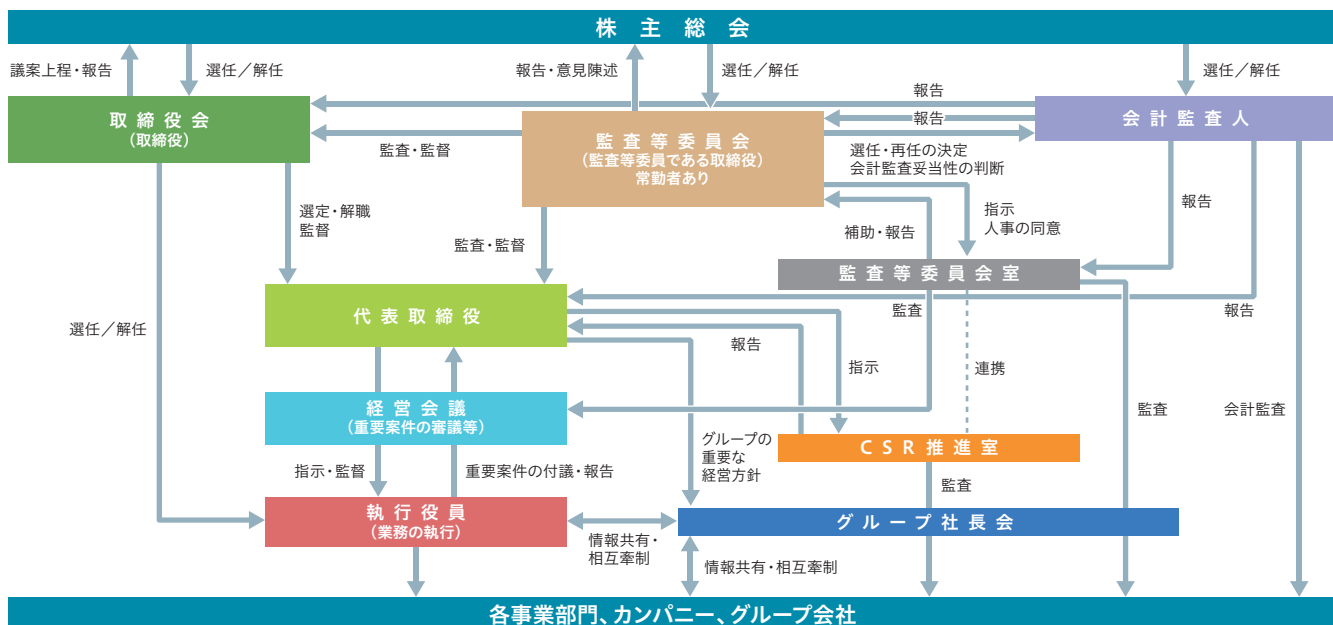 株主総会
議案上程・報告
選任／解任
報告・意見陳述
選任／解任
選任／解任
取締役会
(取締役)
監査等委員会
(監査等委員である取締役)
常勤者あり
会計監査人
報告
報告
監査・監督
選任・再任の決定
会計監査妥当性の判断
選定・解職
監督
監査・監督
補助・報告
指示
人事の同意
報告
監査等委員会室
代表取締役
監査
報告
選任／解任
報告
指示
連携
経営会議
(重要案件の審議等)
監査
会計監査
グループの
重要な
経営方針
CSR推進室
指示・監督
重要案件の付議・報告
監査
執行役員
(業務の執行)
グループ社長会
情報共有・
相互牽制
情報共有・相互牽制
各事業部門、カンパニー、グループ会社